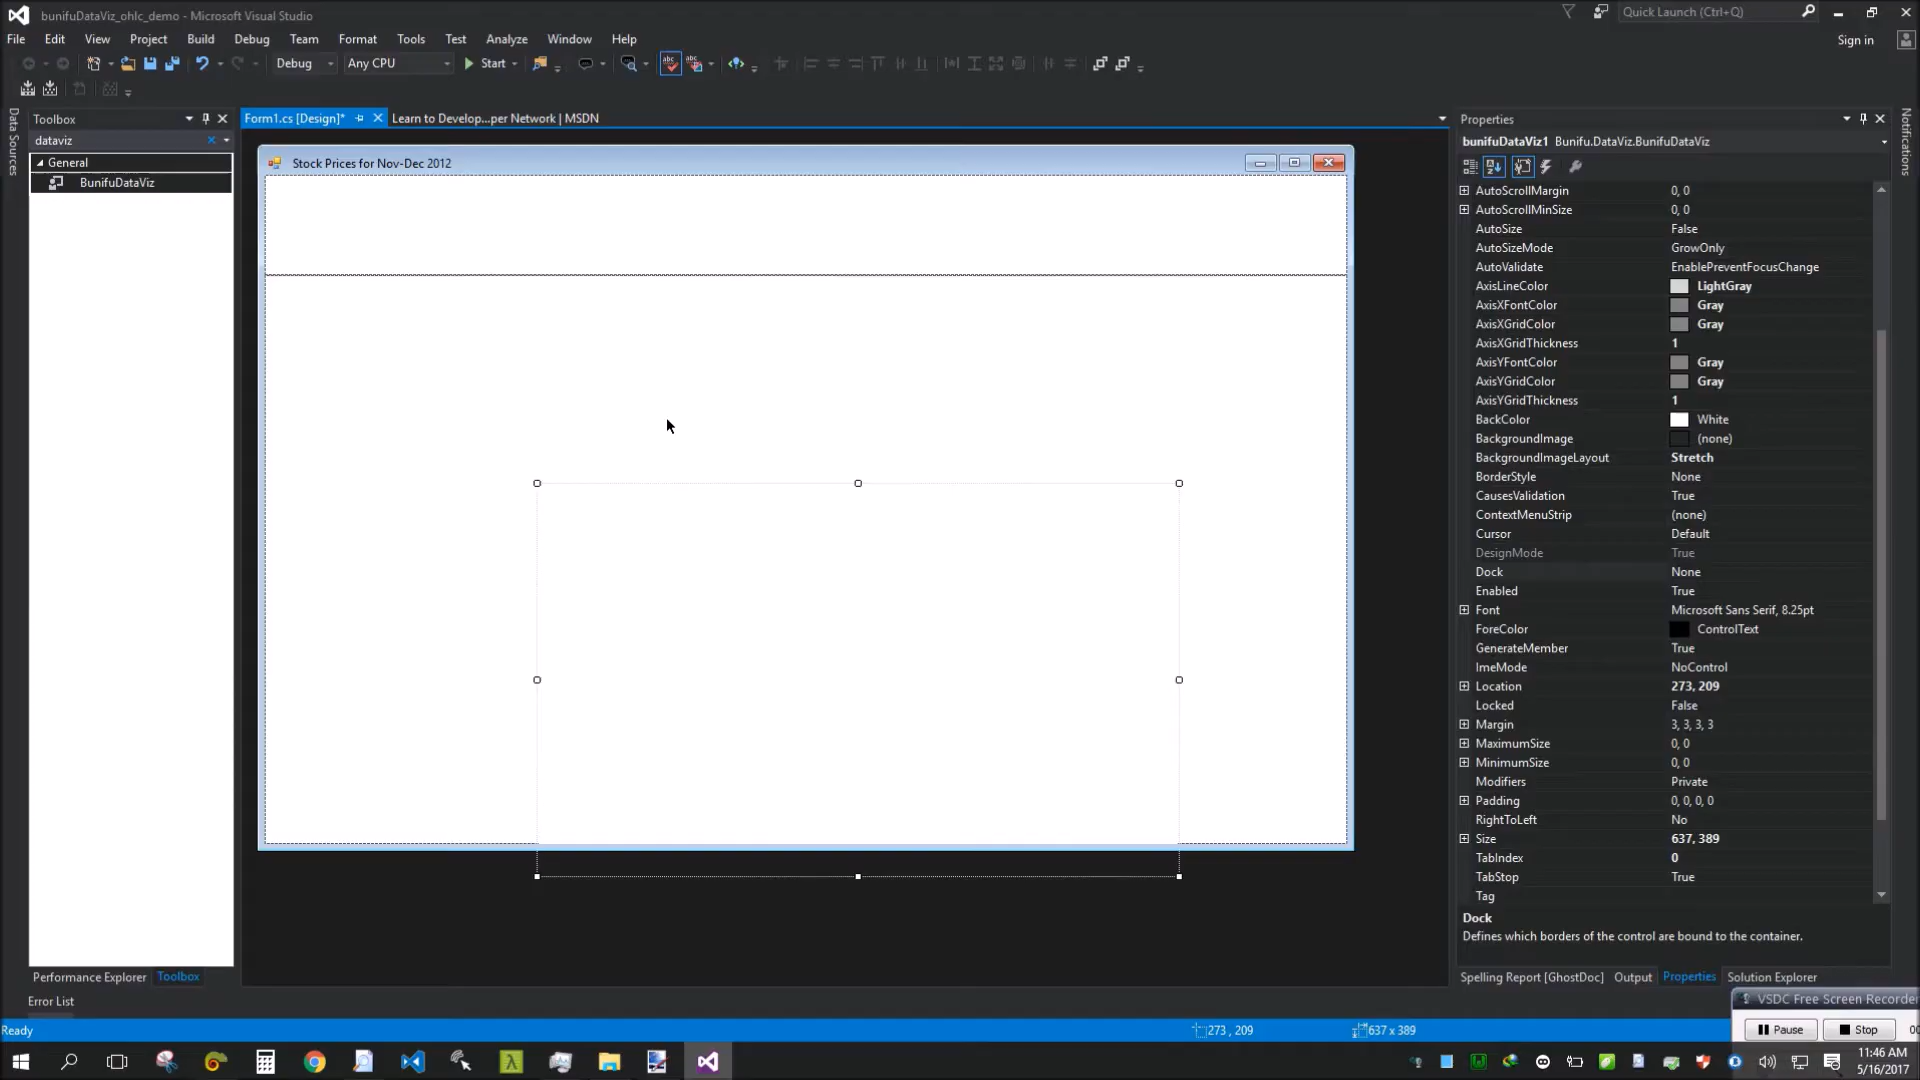 bunifuDataViz_ohlc_demo - Microsoft Visual Studio
Quick Launch (Ctrl+Q)
File Edit View Project Build Debug Team Format Tools Test Analyze Window Help
Sign in
Debug Any CPU Start
Data Sources
Toolbox
dataviz
General
BunifuDataViz
Performance Explorer Toolbox
Error List
Form1.cs [Design]* Learn to Develop...per Network | MSDN
Stock Prices for Nov-Dec 2012
Properties
bunifuDataViz1 Bunifu.DataViz.BunifuDataViz
AutoScrollMargin 0, 0
AutoScrollMinSize 0, 0
AutoSize False
AutoSizeMode GrowOnly
AutoValidate EnablePreventFocusChange
AxisLineColor LightGray
AxisXFontColor Gray
AxisXGridColor Gray
AxisXGridThickness 1
AxisYFontColor Gray
AxisYGridColor Gray
AxisYGridThickness 1
BackColor White
BackgroundImage (none)
BackgroundImageLayout Stretch
BorderStyle None
CausesValidation True
ContextMenuStrip (none)
Cursor Default
DesignMode True
Dock None
Enabled True
Font Microsoft Sans Serif, 8.25pt
ForeColor ControlText
GenerateMember True
ImeMode NoControl
Location 273, 209
Locked False
Margin 3, 3, 3, 3
MaximumSize 0, 0
MinimumSize 0, 0
Modifiers Private
Padding 0, 0, 0, 0
RightToLeft No
Size 637, 389
TabIndex 0
TabStop True
Tag
Dock
Defines which borders of the control are bound to the container.
Spelling Report [GhostDoc] Output Properties Solution Explorer
Notifications
VSDC Free Screen Recorder
Pause Stop
Ready 273 , 209 637 x 389
11:46 AM
5/16/2017